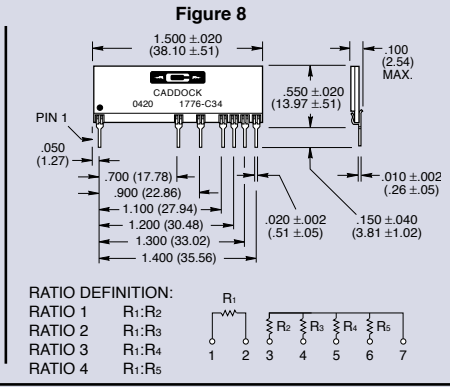 Figure 8
1.500 ±.020
(38.10 ±.51)
.100
(2.54)
MAX.
CADDOCK
0420 1776-C34
.550 ±.020
(13.97 ±.51)
PIN 1
.050
(1.27)
.700 (17.78)
.900 (22.86)
1.100 (27.94)
1.200 (30.48)
1.300 (33.02)
1.400 (35.56)
.020 ±.002
(.51 ±.05)
.150 ±.040
(3.81 ±1.02)
.010 ±.002
(.26 ±.05)
RATIO DEFINITION:
RATIO 1 R1:R2
RATIO 2 R1:R3
RATIO 3 R1:R4
RATIO 4 R1:R5
R1
R2 R3 R4 R5
1 2 3 4 5 6 7